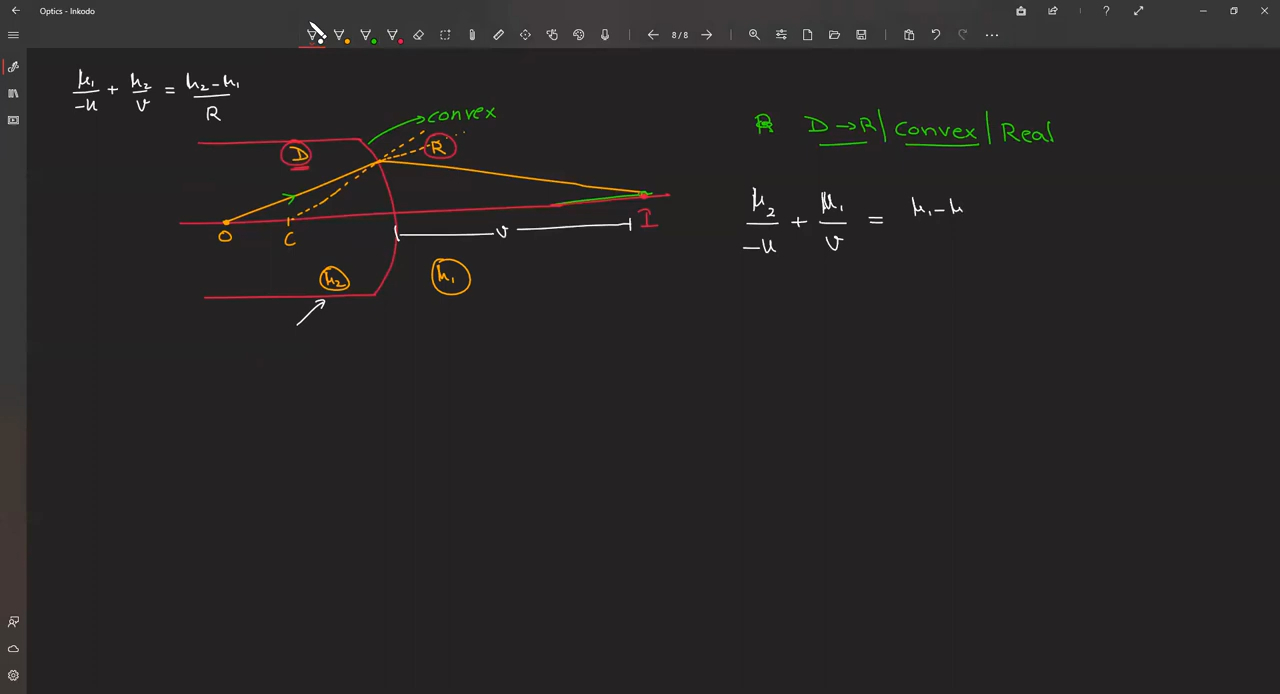 Optics - Inkodo
8/8
μ₁/-u + μ₂/v = μ₂-μ₁/R
convex
D
R
D → R | Convex | Real
μ₂/-u + μ₁/v = μ₁-μ
O
C
v
I
μ₂
μ₁